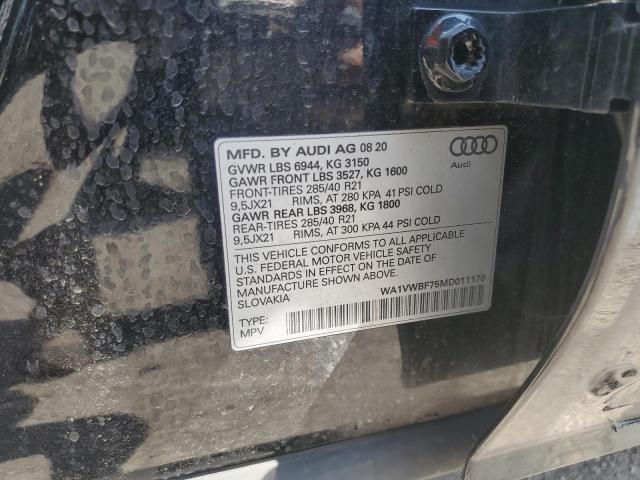 MFD. BY AUDI AG 08 20
GVWR LBS 6944, KG 3150
GAWR FRONT LBS 3527, KG 1600
FRONT-TIRES 285/40 R21
9,5JX21 RIMS, AT 280 KPA 41 PSI COLD
GAWR REAR LBS 3968, KG 1800
REAR-TIRES 285/40 R21
9,5JX21 RIMS, AT 300 KPA 44 PSI COLD
THIS VEHICLE CONFORMS TO ALL APPLICABLE
U.S. FEDERAL MOTOR VEHICLE SAFETY
STANDARDS IN EFFECT ON THE DATE OF
MANUFACTURE SHOWN ABOVE.
SLOVAKIA
WA1VWBF75MD011170
TYPE:
MPV
Audi